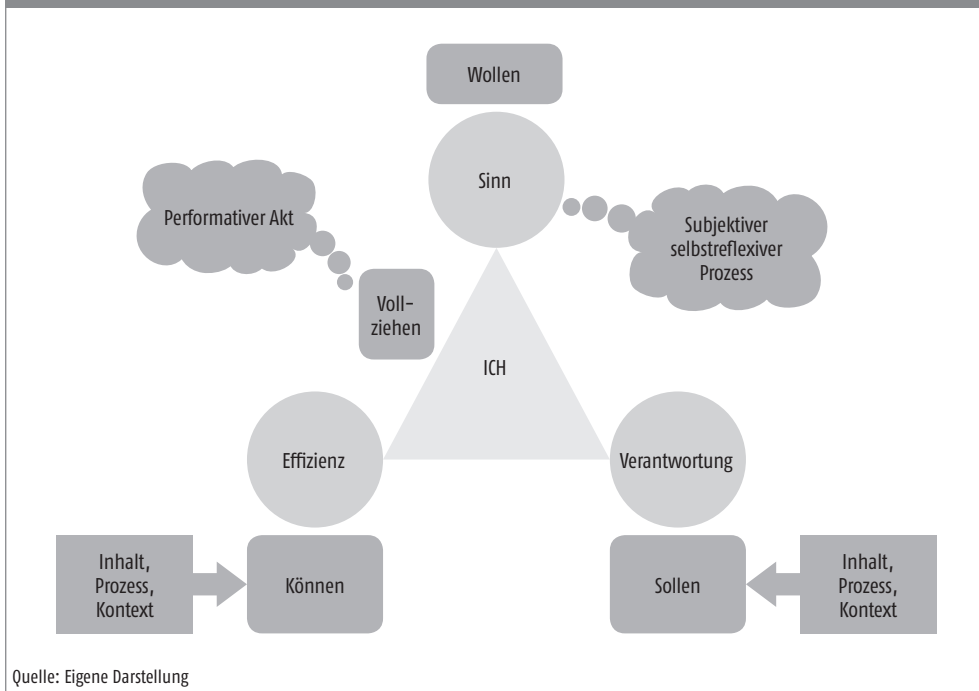 Wollen
Sinn
Performativer Akt
Subjektiver
selbstreflexiver
Prozess
Voll-
ziehen
ICH
Effizienz
Verantwortung
Inhalt,
Prozess,
Kontext
Können
Sollen
Inhalt,
Prozess,
Kontext
Quelle: Eigene Darstellung